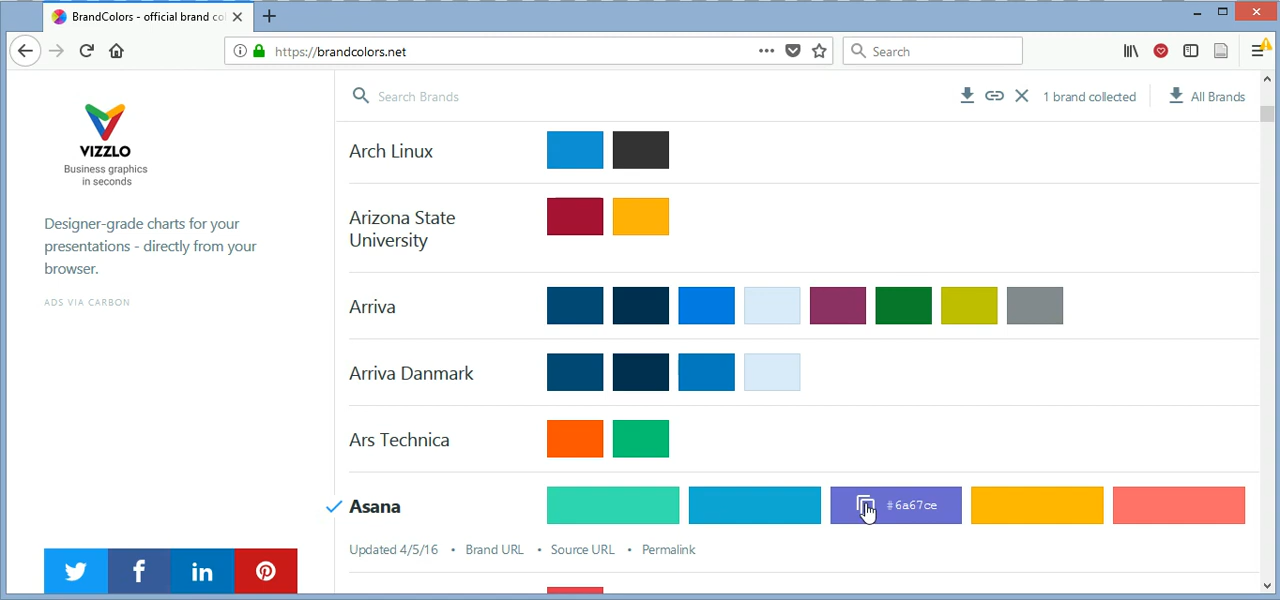 BrandColors - official brand co
https://brandcolors.net
Search
VIZZLO
Business graphics
in seconds
Designer-grade charts for your
presentations - directly from your
browser.
ADS VIA CARBON
Search Brands
1 brand collected
All Brands
Arch Linux
Arizona State
University
Arriva
Arriva Danmark
Ars Technica
Asana
#6a67ce
Updated 4/5/16 • Brand URL • Source URL • Permalink